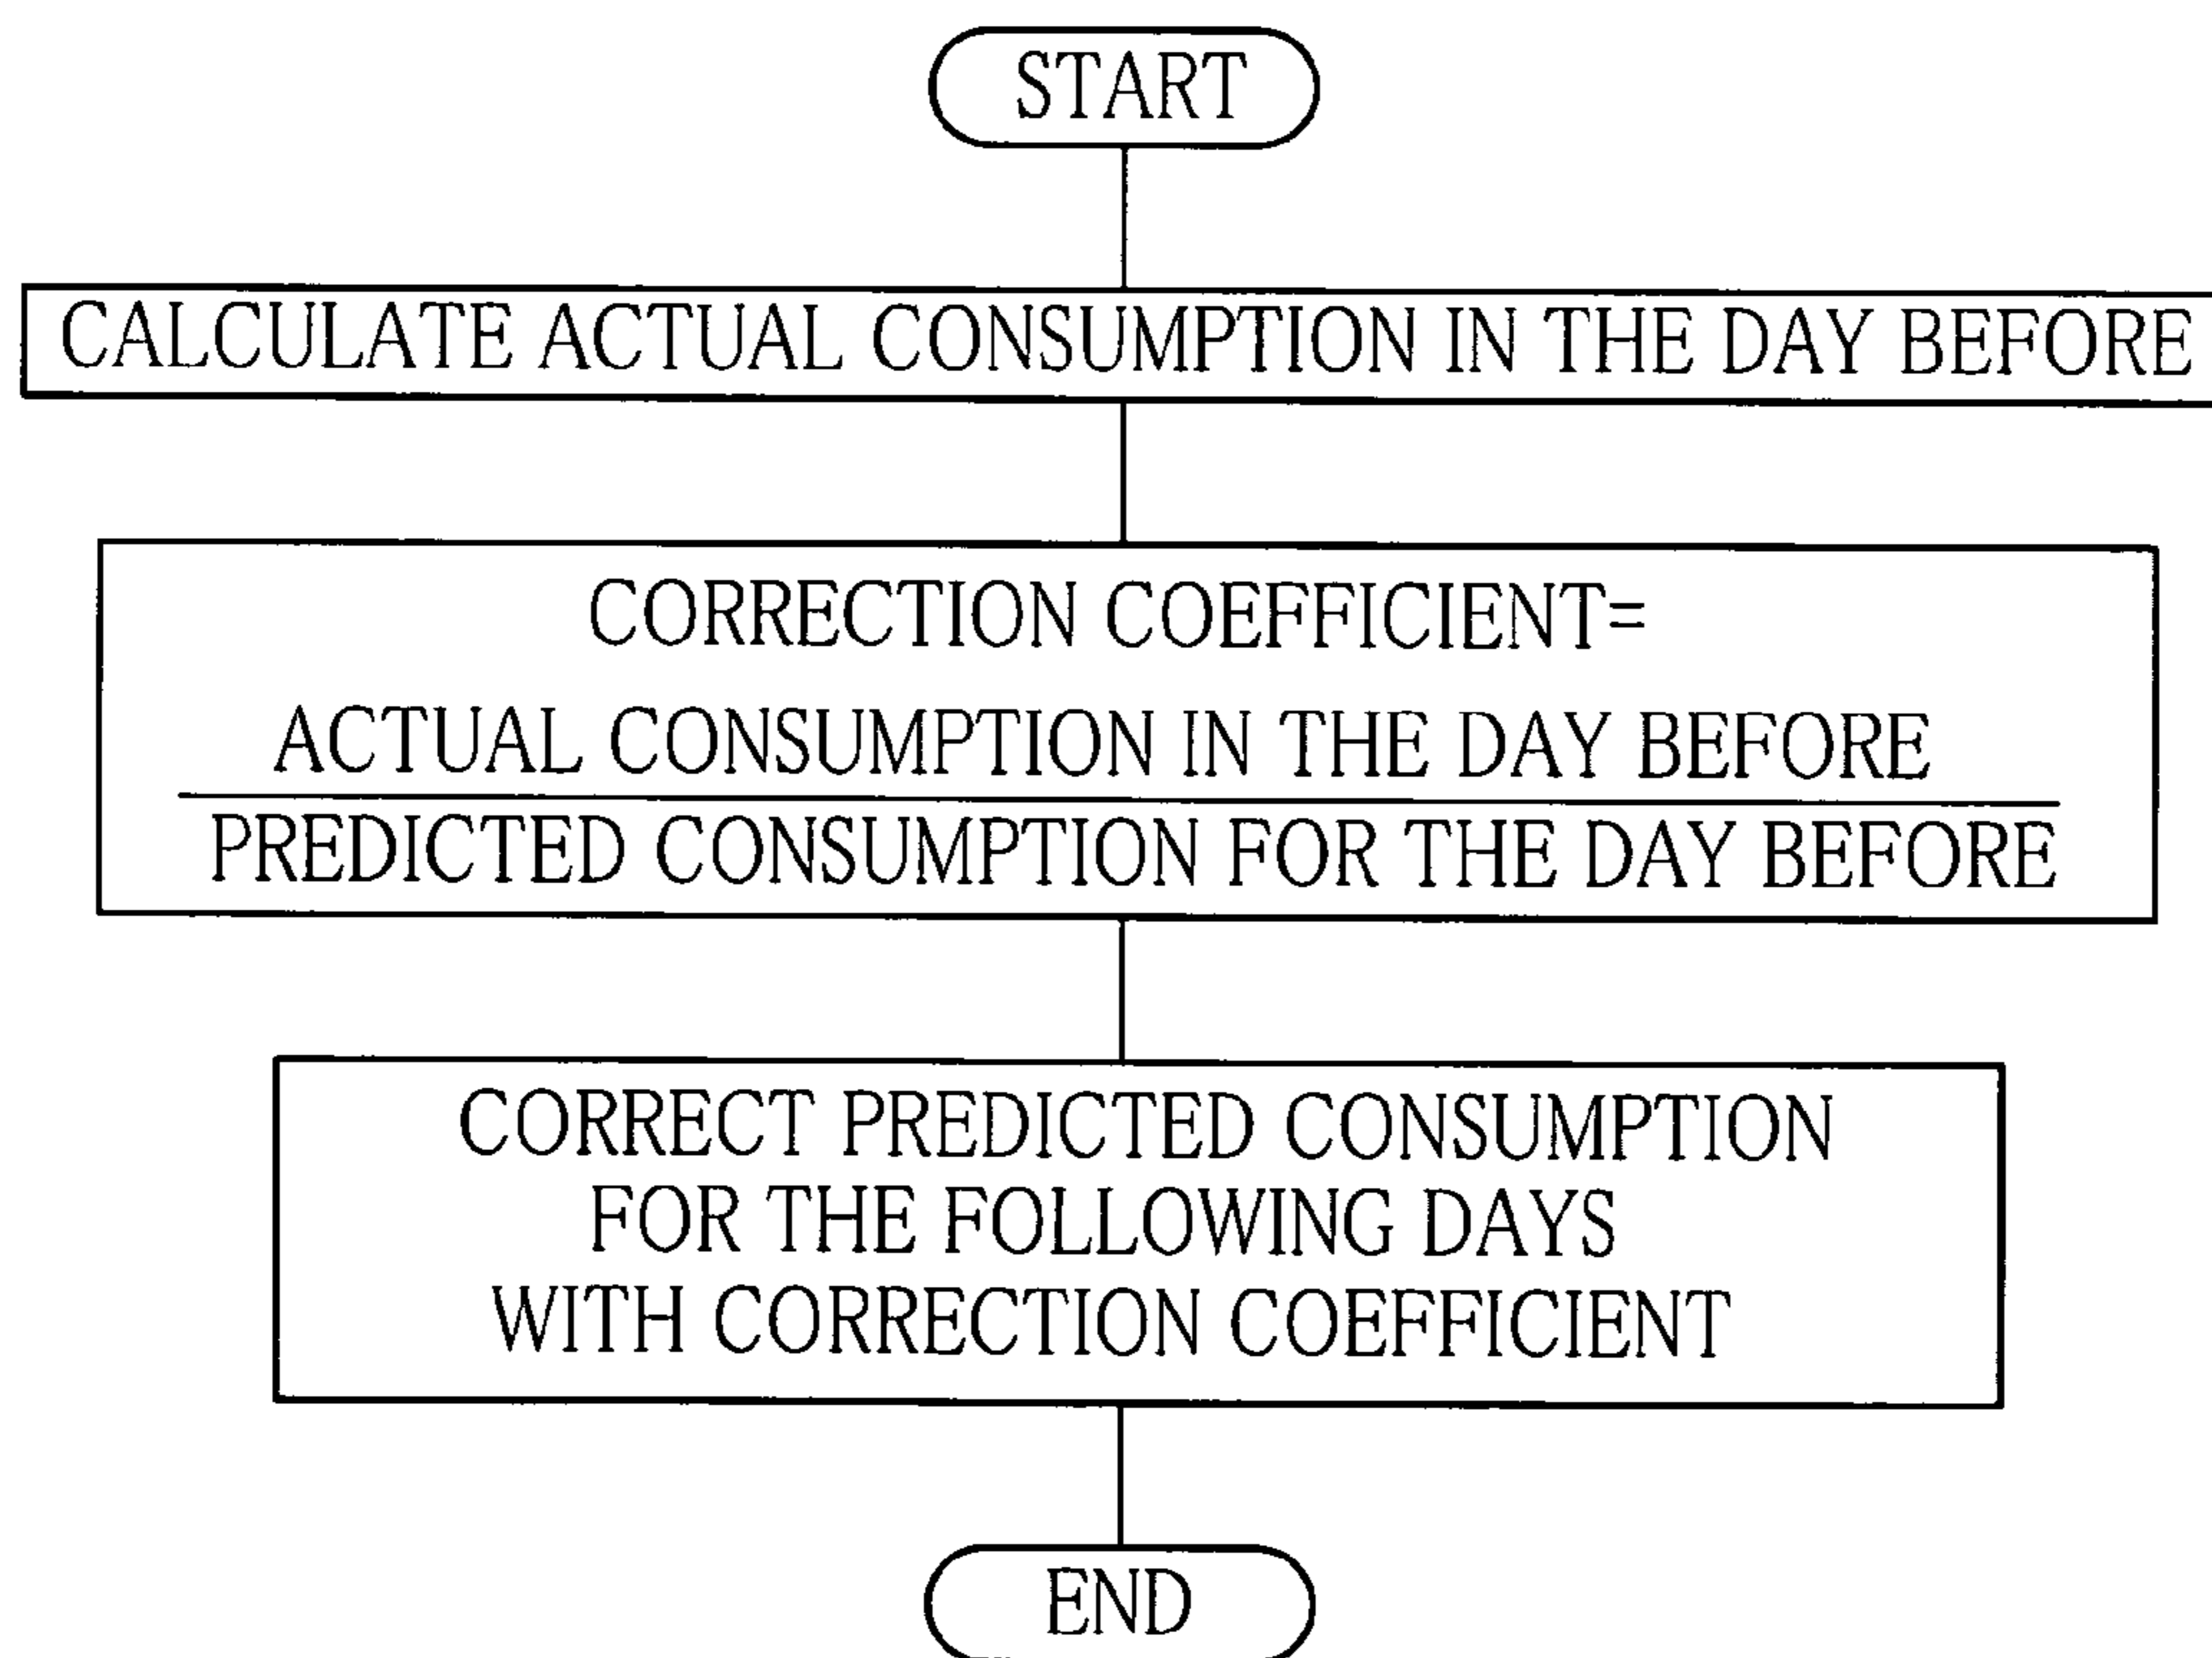 START
CALCULATE ACTUAL CONSUMPTION IN THE DAY BEFORE
CORRECTION COEFFICIENT=
ACTUAL CONSUMPTION IN THE DAY BEFORE
PREDICTED CONSUMPTION FOR THE DAY BEFORE
CORRECT PREDICTED CONSUMPTION
FOR THE FOLLOWING DAYS
WITH CORRECTION COEFFICIENT
END